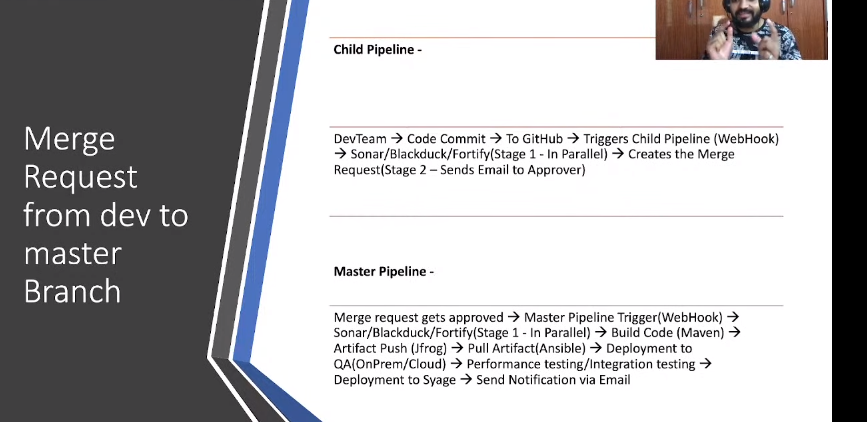 Merge
Request
from dev to
master
Branch
Child Pipeline -
DevTeam → Code Commit → To GitHub → Triggers Child Pipeline (WebHook)
→ Sonar/Blackduck/Fortify(Stage 1 - In Parallel) → Creates the Merge
Request(Stage 2 – Sends Email to Approver)
Master Pipeline -
Merge request gets approved → Master Pipeline Trigger(WebHook) →
Sonar/Blackduck/Fortify(Stage 1 - In Parallel) → Build Code (Maven) →
Artifact Push (Jfrog) → Pull Artifact(Ansible) → Deployment to
QA(OnPrem/Cloud) → Performance testing/Integration testing →
Deployment to Syage → Send Notification via Email